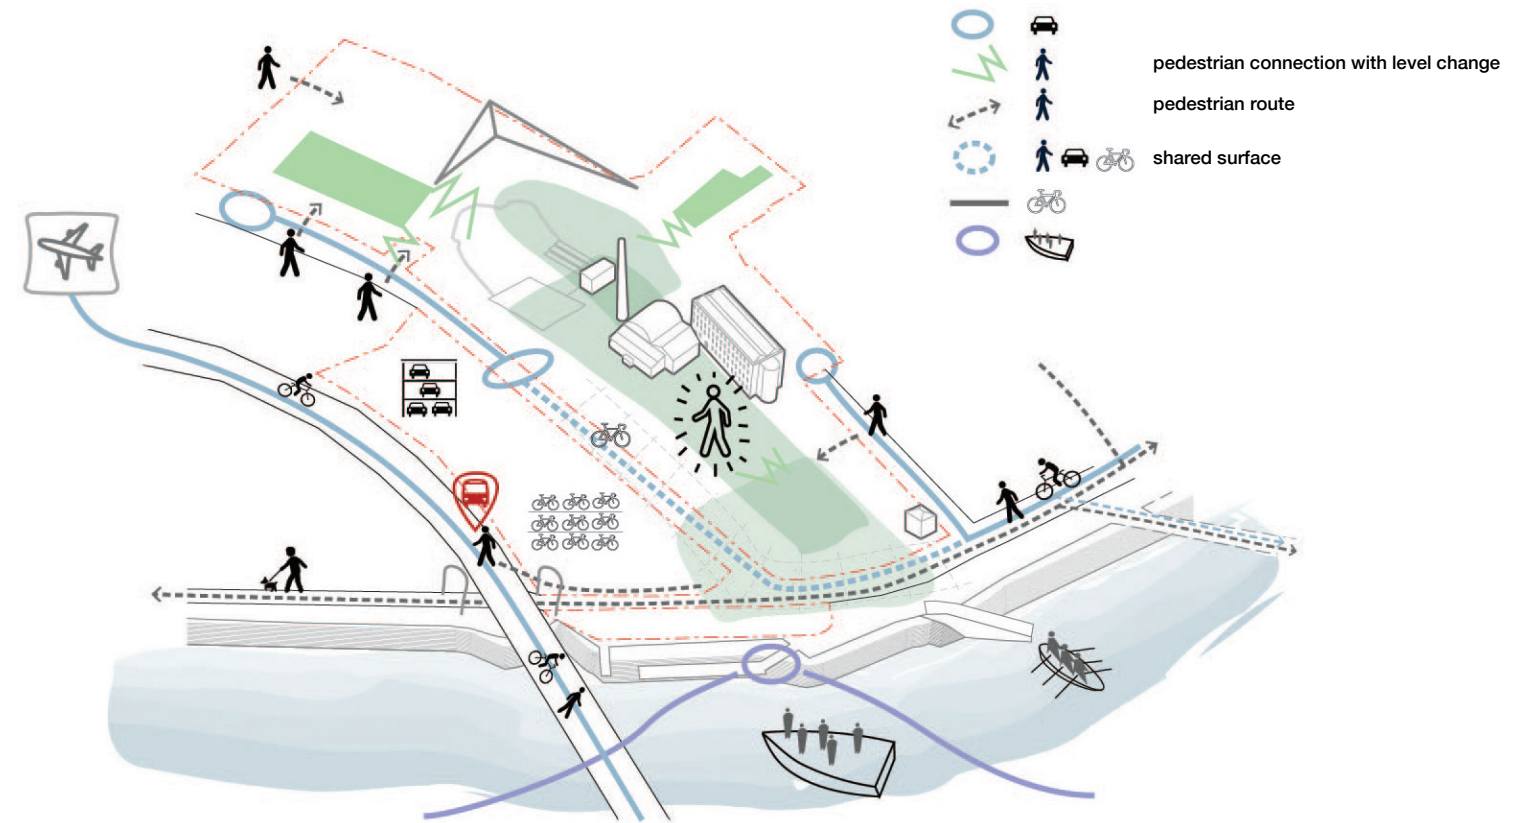 pedestrian connection with level change
pedestrian route
shared surface